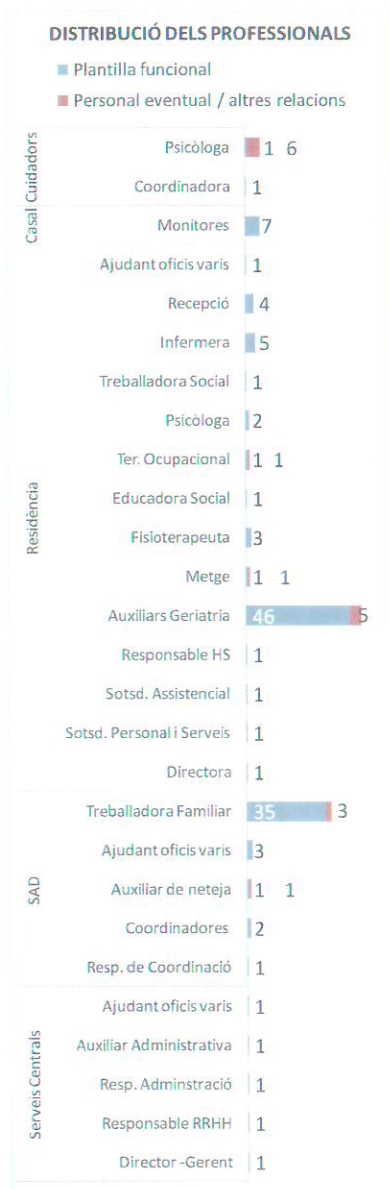 DISTRIBUCIÓ DELS PROFESSIONALS
Plantilla funcional
Personal eventual / altres relacions
Casal Cuidadors
Psicòloga 1 6
Coordinadora 1
Residència
Monitores 7
Ajudant oficis varis 1
Recepció 4
Infermera 5
Treballadora Social 1
Psicòloga 2
Ter. Ocupacional 1 1
Educadora Social 1
Fisioterapeuta 3
Metge 1 1
Auxiliars Geriatria 46 5
Responsable HS 1
Sotsd. Assistencial 1
Sotsd. Personal i Serveis 1
Directora 1
SAD
Treballadora Familiar 35 3
Ajudant oficis varis 3
Auxiliar de neteja 1 1
Coordinadores 2
Resp. de Coordinació 1
Serveis Centrals
Ajudant oficis varis 1
Auxiliar Administrativa 1
Resp. Adminstració 1
Responsable RRHH 1
Director -Gerent 1